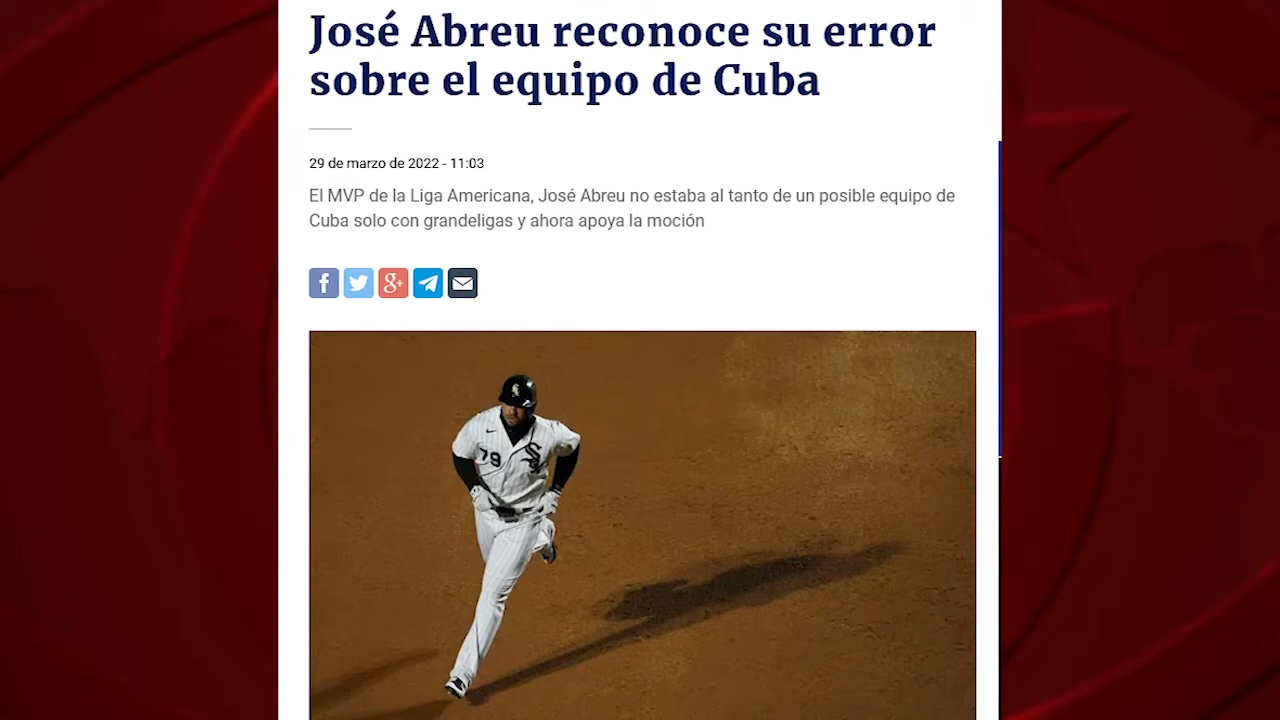 José Abreu reconoce su error
sobre el equipo de Cuba
29 de marzo de 2022 - 11:03
El MVP de la Liga Americana, José Abreu no estaba al tanto de un posible equipo de
Cuba solo con grandeligas y ahora apoya la moción
79